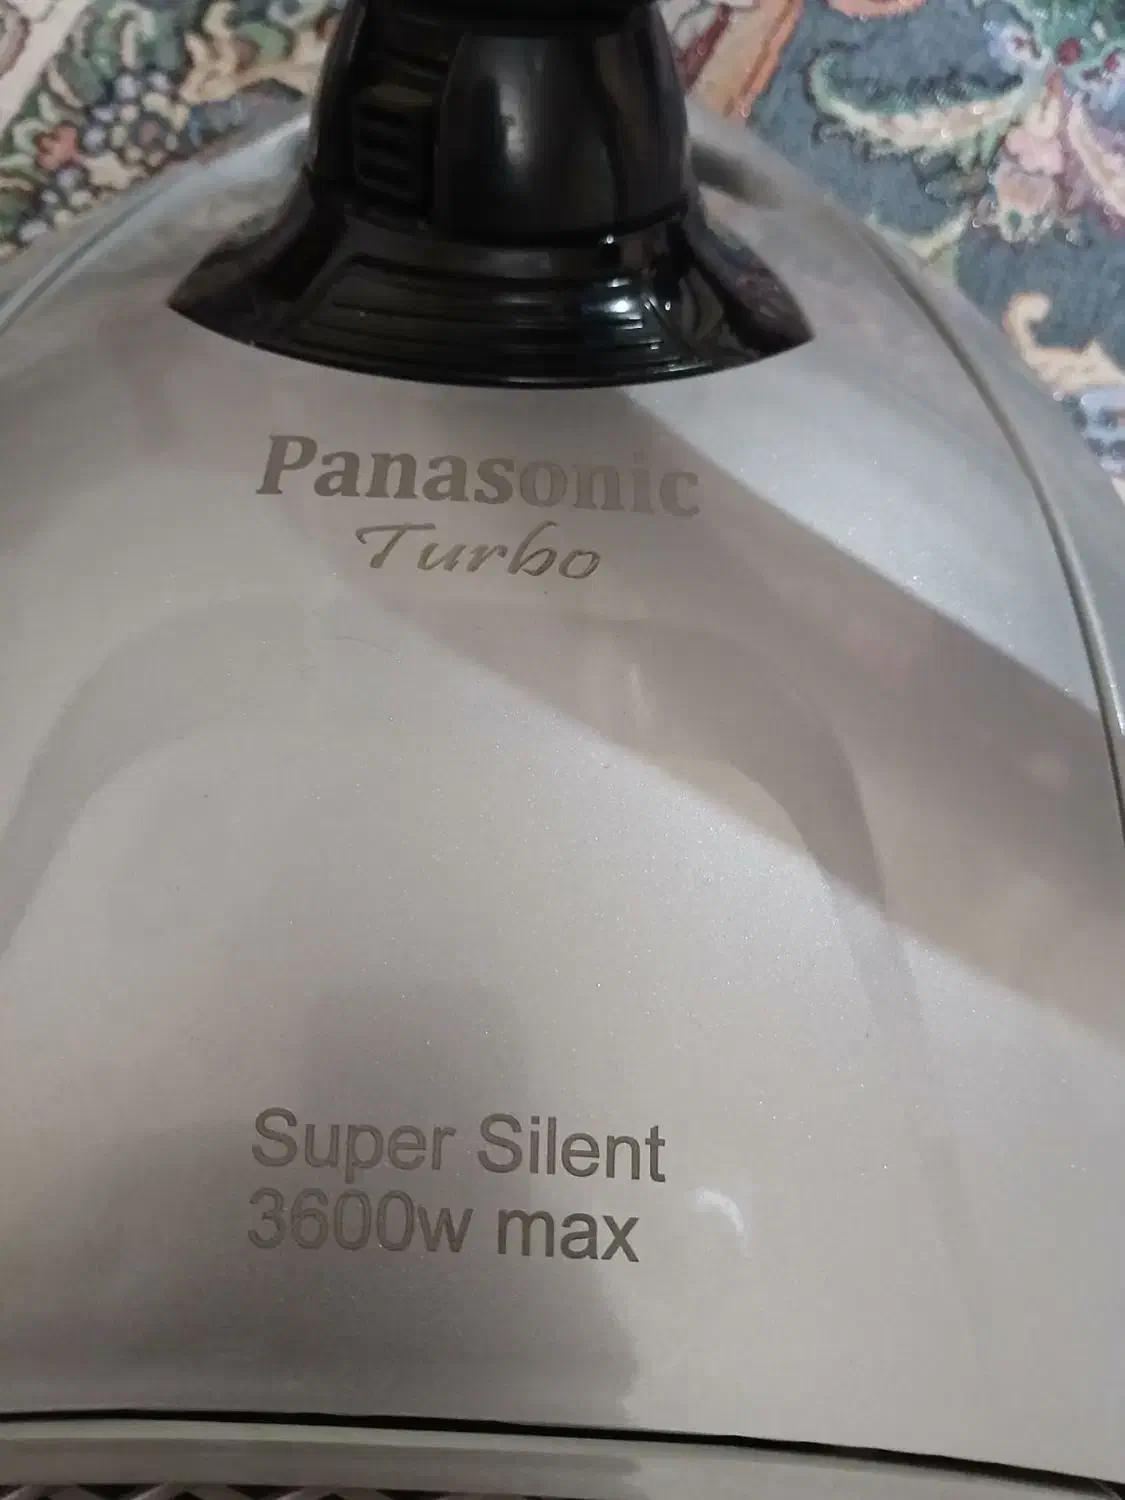 Panasonic
Turbo
Super Silent
3600w max